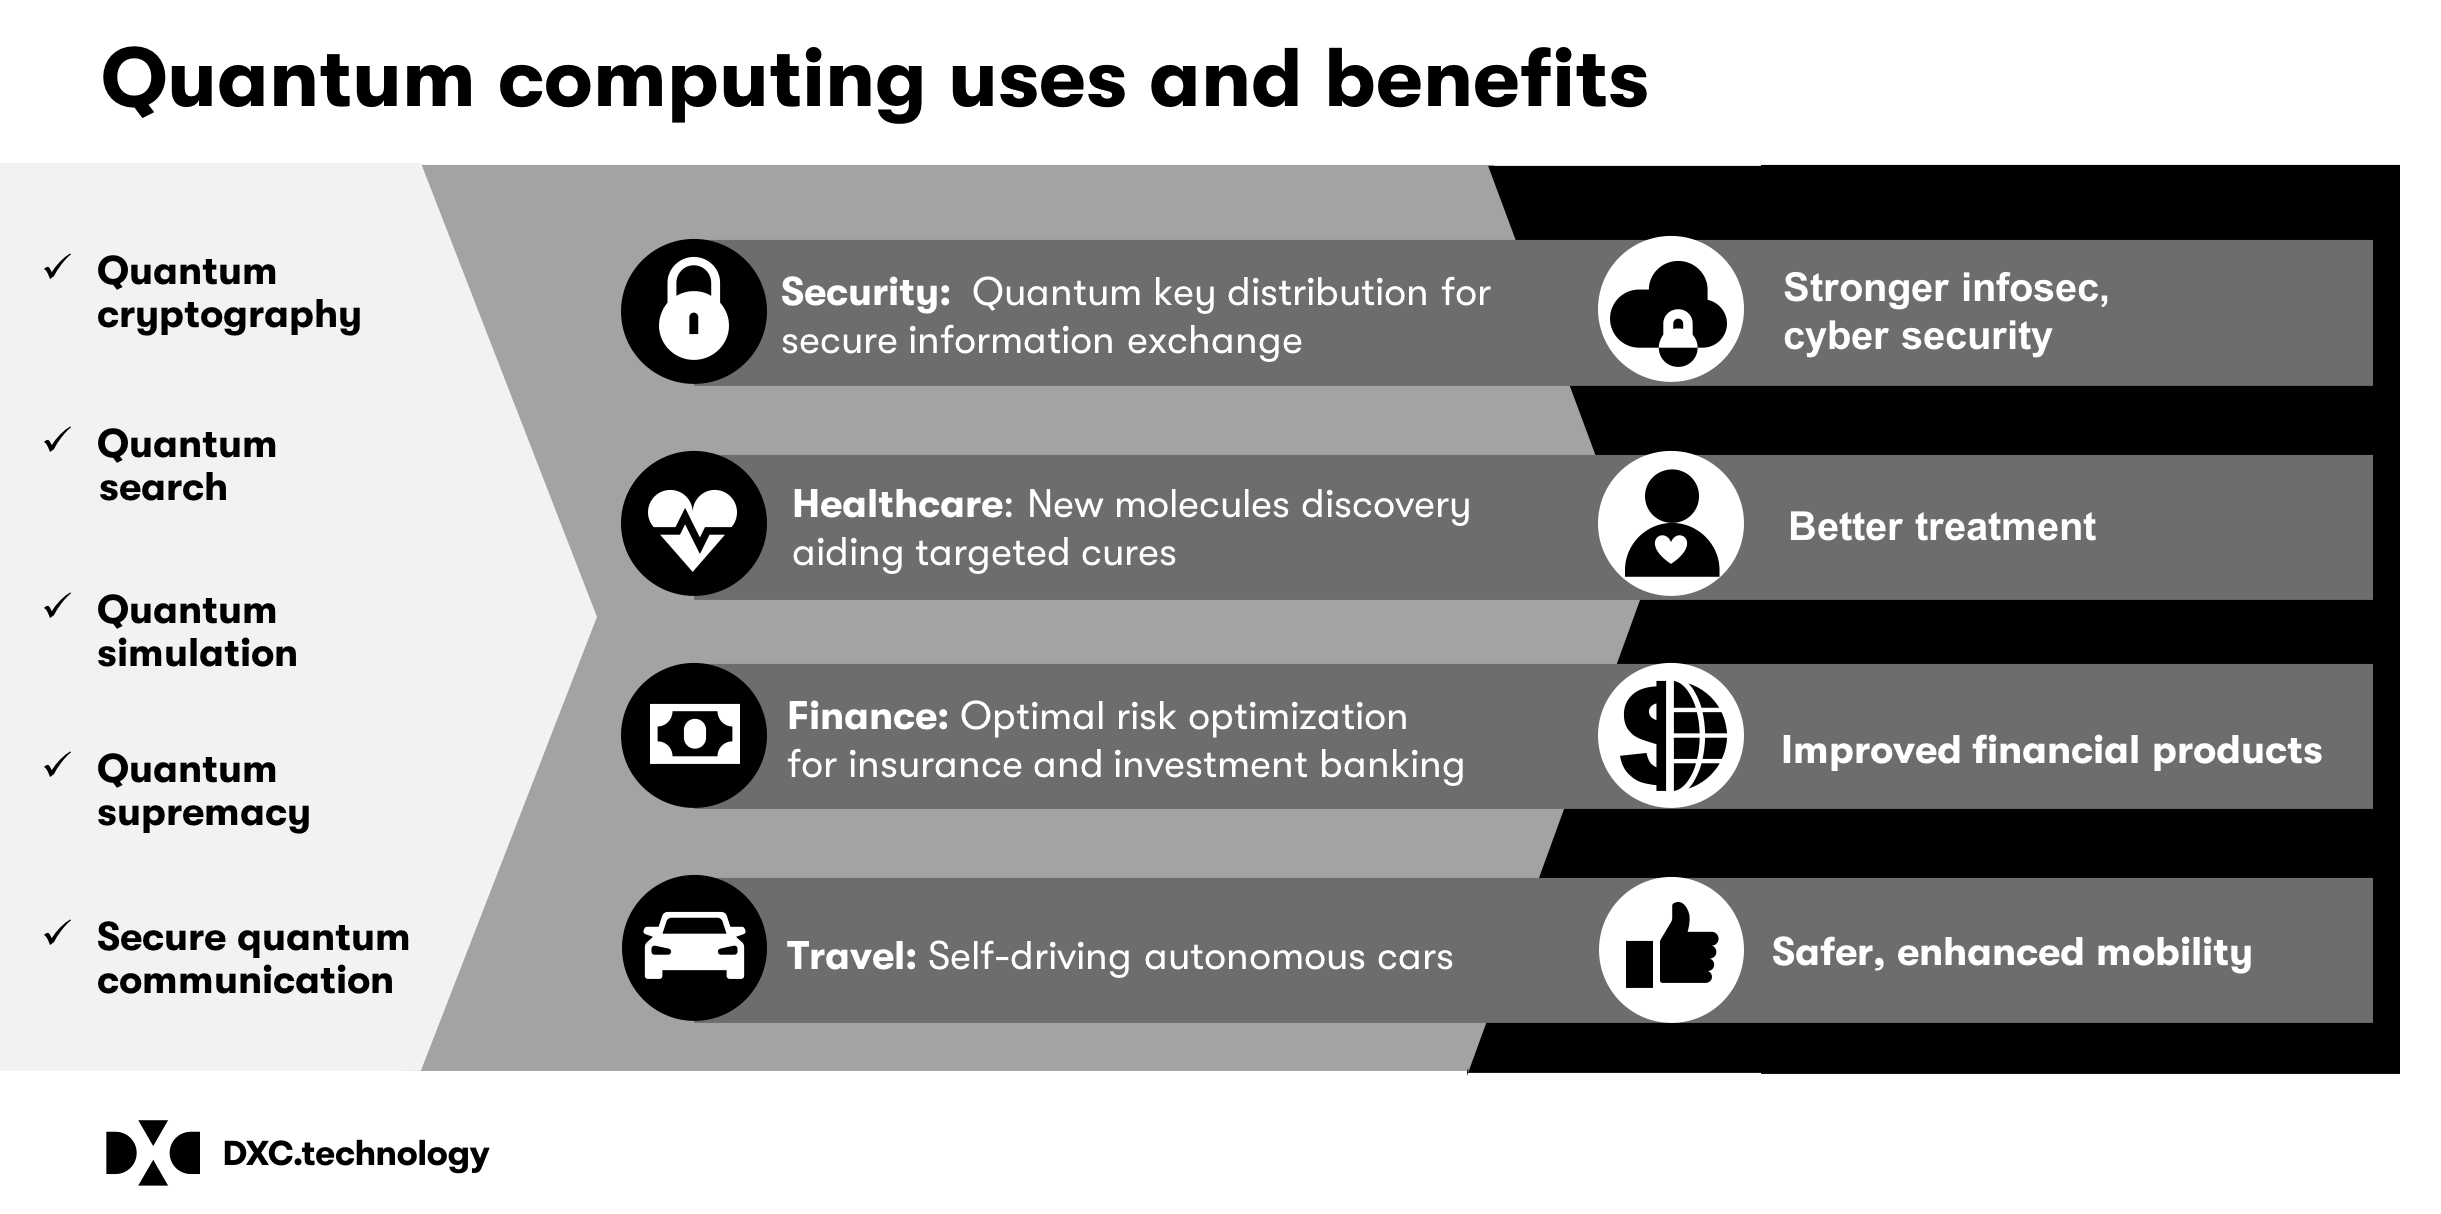 Quantum computing uses and benefits
✓ Quantum
cryptography
✓ Quantum
search
✓ Quantum
simulation
✓ Quantum
supremacy
✓ Secure quantum
communication
Security: Quantum key distribution for
secure information exchange
Stronger infosec,
cyber security
Healthcare: New molecules discovery
aiding targeted cures
Better treatment
Finance: Optimal risk optimization
for insurance and investment banking
Improved financial products
Travel: Self-driving autonomous cars
Safer, enhanced mobility
DXC DXC.technology